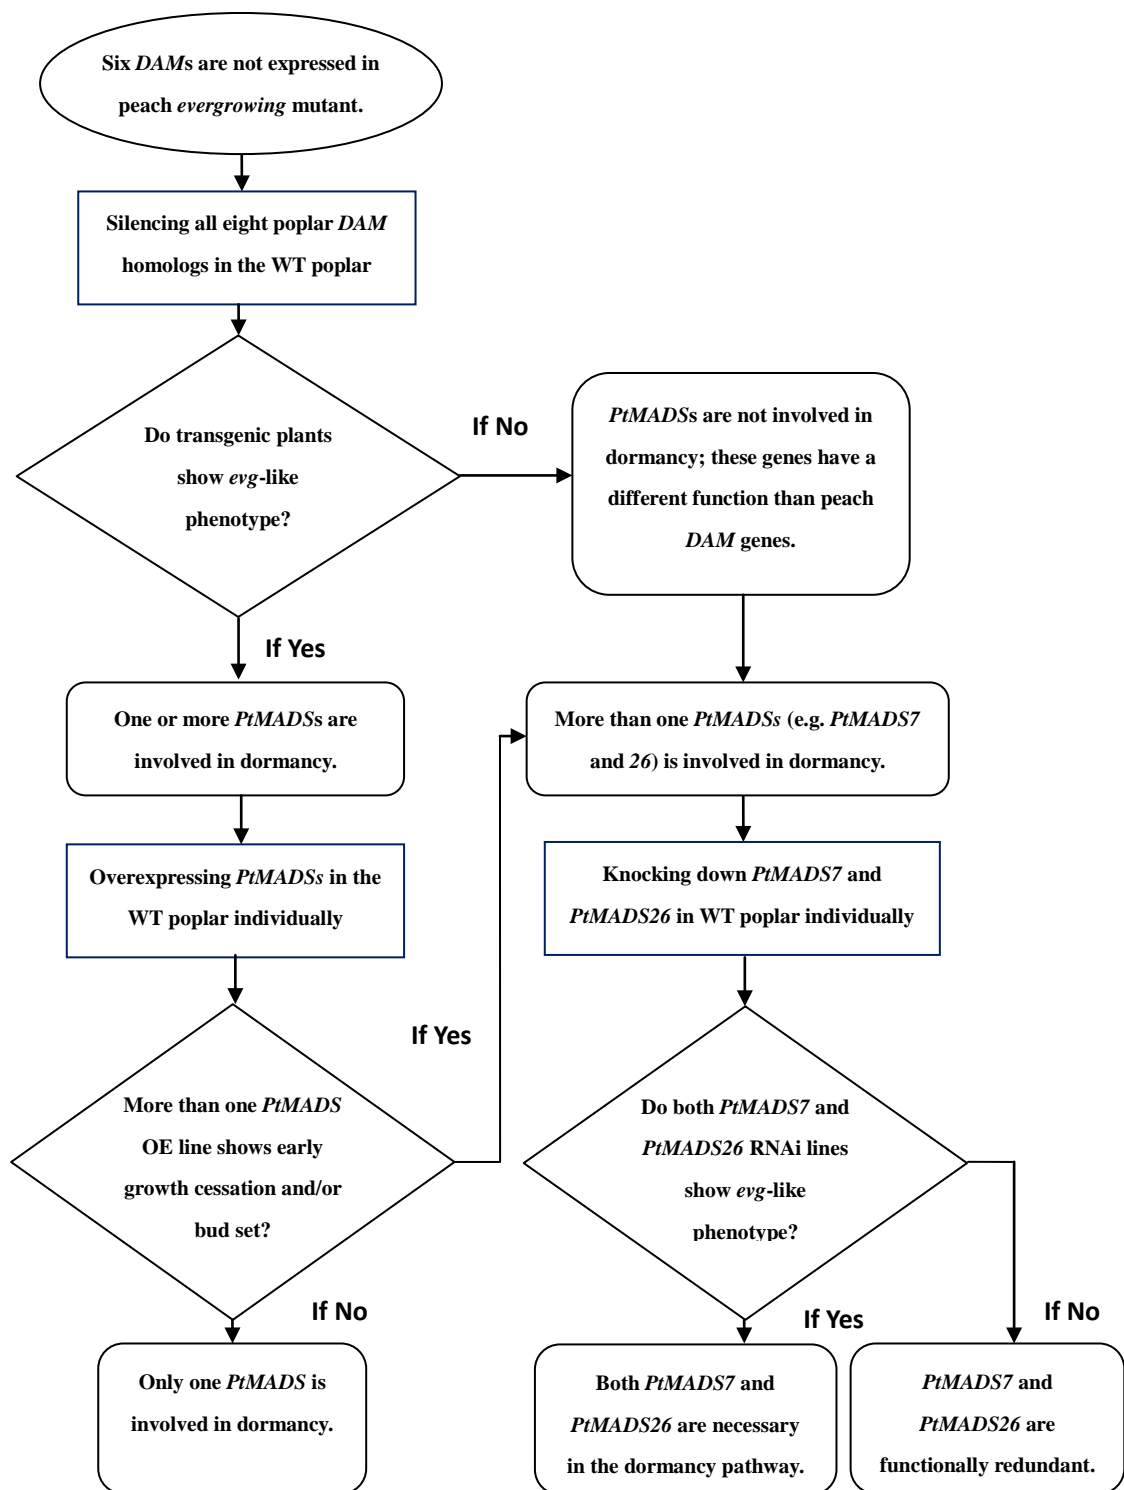 Six DAMs are not expressed in
peach evergrowing mutant.
Silencing all eight poplar DAM
homologs in the WT poplar
Do transgenic plants
show evg-like
phenotype?
If No
PtMADSs are not involved in
dormancy; these genes have a
different function than peach
DAM genes.
If Yes
One or more PtMADSs are
involved in dormancy.
More than one PtMADSs (e.g. PtMADS7
and 26) is involved in dormancy.
Overexpressing PtMADSs in the
WT poplar individually
Knocking down PtMADS7 and
PtMADS26 in WT poplar individually
If Yes
More than one PtMADS
OE line shows early
growth cessation and/or
bud set?
Do both PtMADS7 and
PtMADS26 RNAi lines
show evg-like
phenotype?
If No
If Yes
If No
Only one PtMADS is
involved in dormancy.
Both PtMADS7 and
PtMADS26 are necessary
in the dormancy pathway.
PtMADS7 and
PtMADS26 are
functionally redundant.